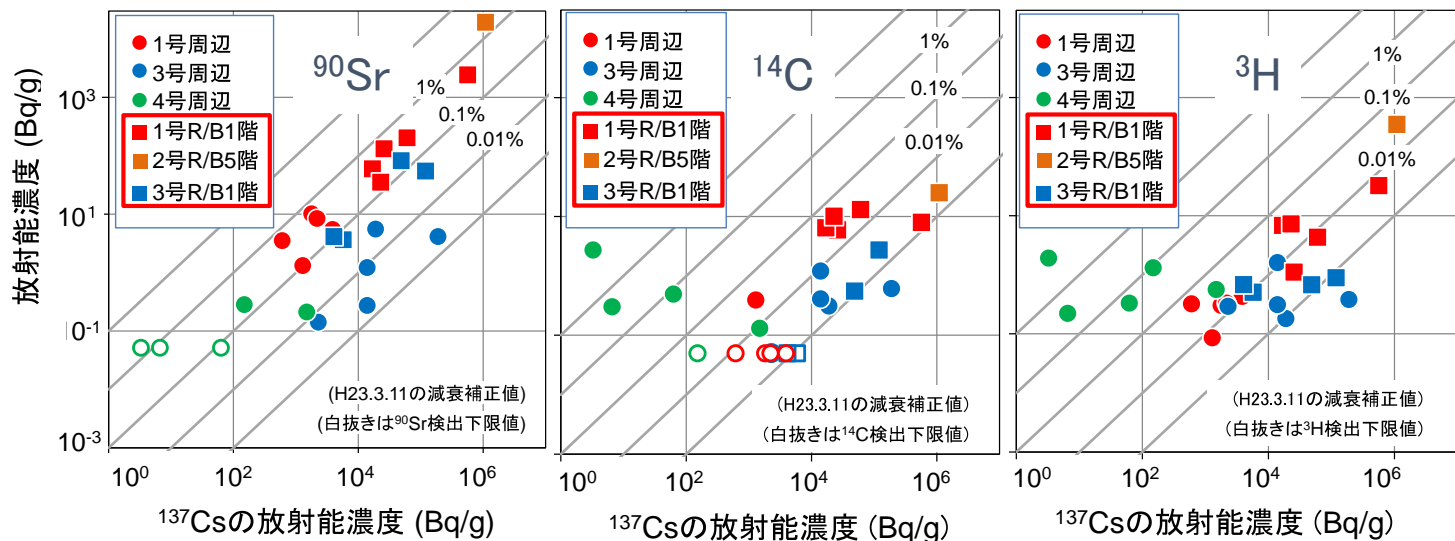 放射能濃度 (Bq/g)
10³
10¹
10⁻¹
10⁻³
1号周辺
3号周辺
4号周辺
1号R/B1階
2号R/B5階
3号R/B1階
⁹⁰Sr
1%
0.1%
0.01%
(H23.3.11の減衰補正値)
(白抜きは⁹⁰Sr検出下限値)
10⁰ 10² 10⁴ 10⁶
¹³⁷Csの放射能濃度 (Bq/g)
1号周辺
3号周辺
4号周辺
1号R/B1階
2号R/B5階
3号R/B1階
¹⁴C
1%
0.1%
0.01%
(H23.3.11の減衰補正値)
(白抜きは¹⁴C検出下限値)
10⁰ 10² 10⁴ 10⁶
¹³⁷Csの放射能濃度 (Bq/g)
1号周辺
3号周辺
4号周辺
1号R/B1階
2号R/B5階
3号R/B1階
³H
1%
0.1%
0.01%
(H23.3.11の減衰補正値)
(白抜きは³H検出下限値)
10⁰ 10² 10⁴ 10⁶
¹³⁷Csの放射能濃度 (Bq/g)